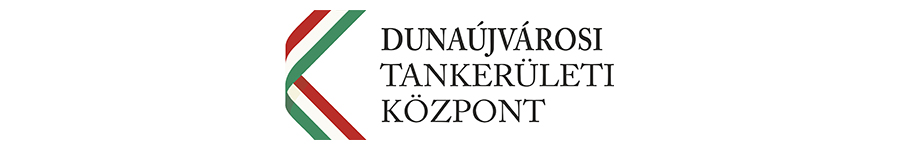 DUNAÚJVÁROSI
TANKERÜLETI
KÖZPONT